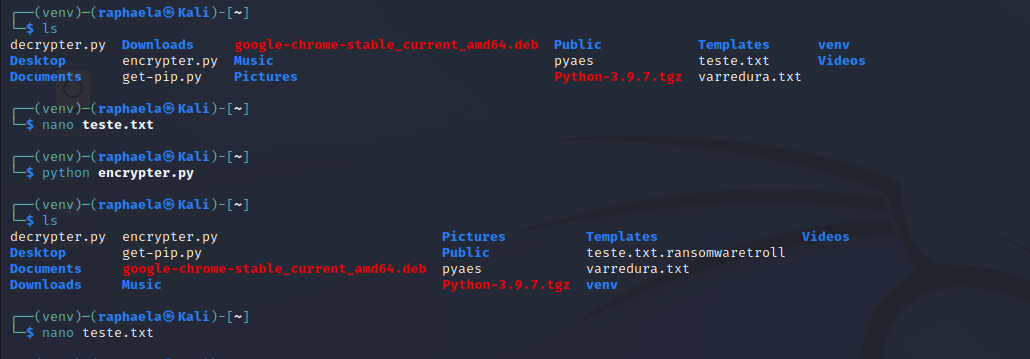 ┌──(venv)─(raphaela㉿Kali)-[~]
└─$ ls
decrypter.py  Downloads     google-chrome-stable_current_amd64.deb  Public            Templates      venv
Desktop       encrypter.py  Music                                   pyaes             teste.txt      Videos
Documents     get-pip.py    Pictures                                Python-3.9.7.tgz  varredura.txt
┌──(venv)─(raphaela㉿Kali)-[~]
└─$ nano teste.txt
┌──(venv)─(raphaela㉿Kali)-[~]
└─$ python encrypter.py
┌──(venv)─(raphaela㉿Kali)-[~]
└─$ ls
decrypter.py  encrypter.py                            Pictures          Templates                  Videos
Desktop       get-pip.py                              Public            teste.txt.ransomwaretroll
Documents     google-chrome-stable_current_amd64.deb  pyaes             varredura.txt
Downloads     Music                                   Python-3.9.7.tgz  venv
┌──(venv)─(raphaela㉿Kali)-[~]
└─$ nano teste.txt